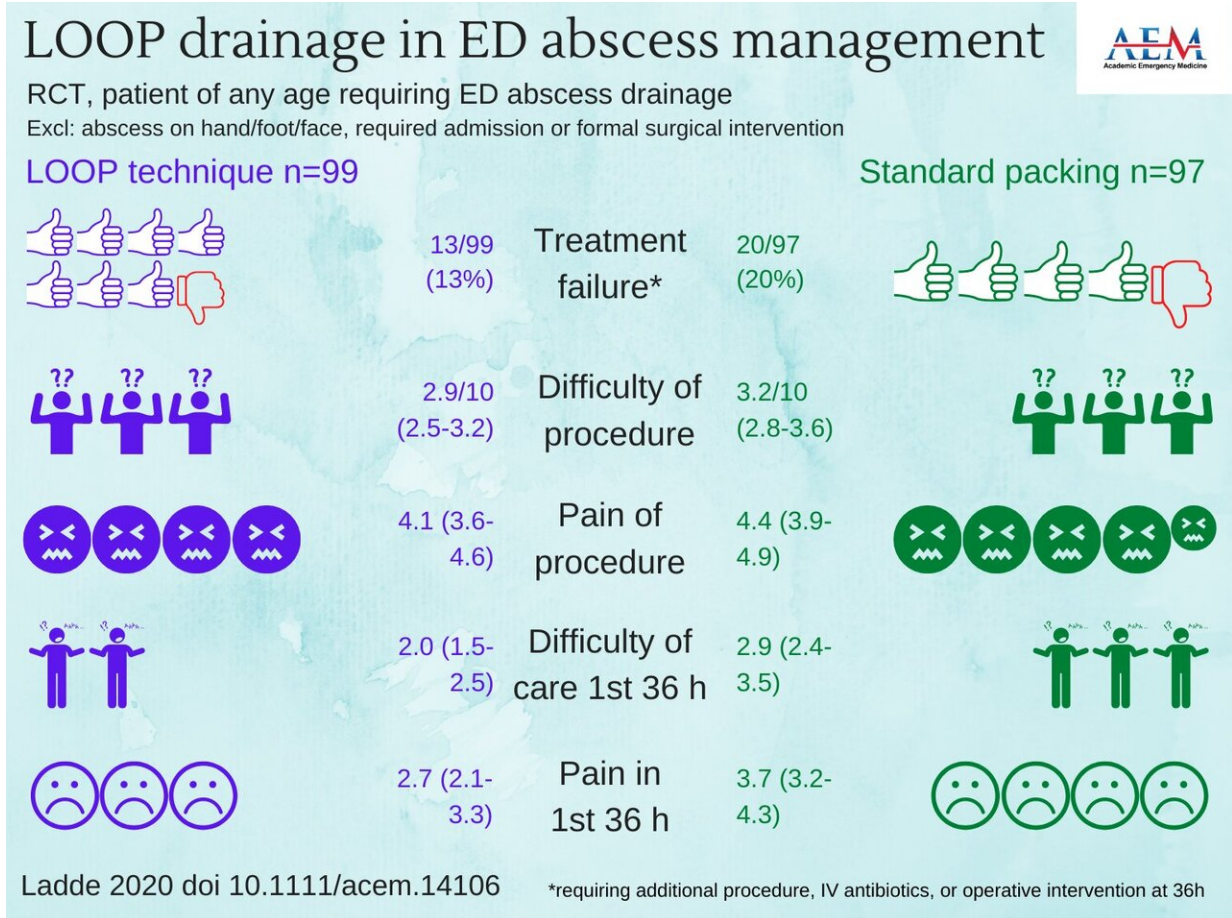 LOOP drainage in ED abscess management
AEM
Academic Emergency Medicine
RCT, patient of any age requiring ED abscess drainage
Excl: abscess on hand/foot/face, required admission or formal surgical intervention
LOOP technique n=99
Standard packing n=97
13/99
(13%)
Treatment
failure*
20/97
(20%)
??
??
??
2.9/10
(2.5-3.2)
Difficulty of
procedure
3.2/10
(2.8-3.6)
??
??
??
4.1 (3.6-
4.6)
Pain of
procedure
4.4 (3.9-
4.9)
2.0 (1.5-
2.5)
Difficulty of
care 1st 36 h
2.9 (2.4-
3.5)
2.7 (2.1-
3.3)
Pain in
1st 36 h
3.7 (3.2-
4.3)
Ladde 2020 doi 10.1111/acem.14106
*requiring additional procedure, IV antibiotics, or operative intervention at 36h